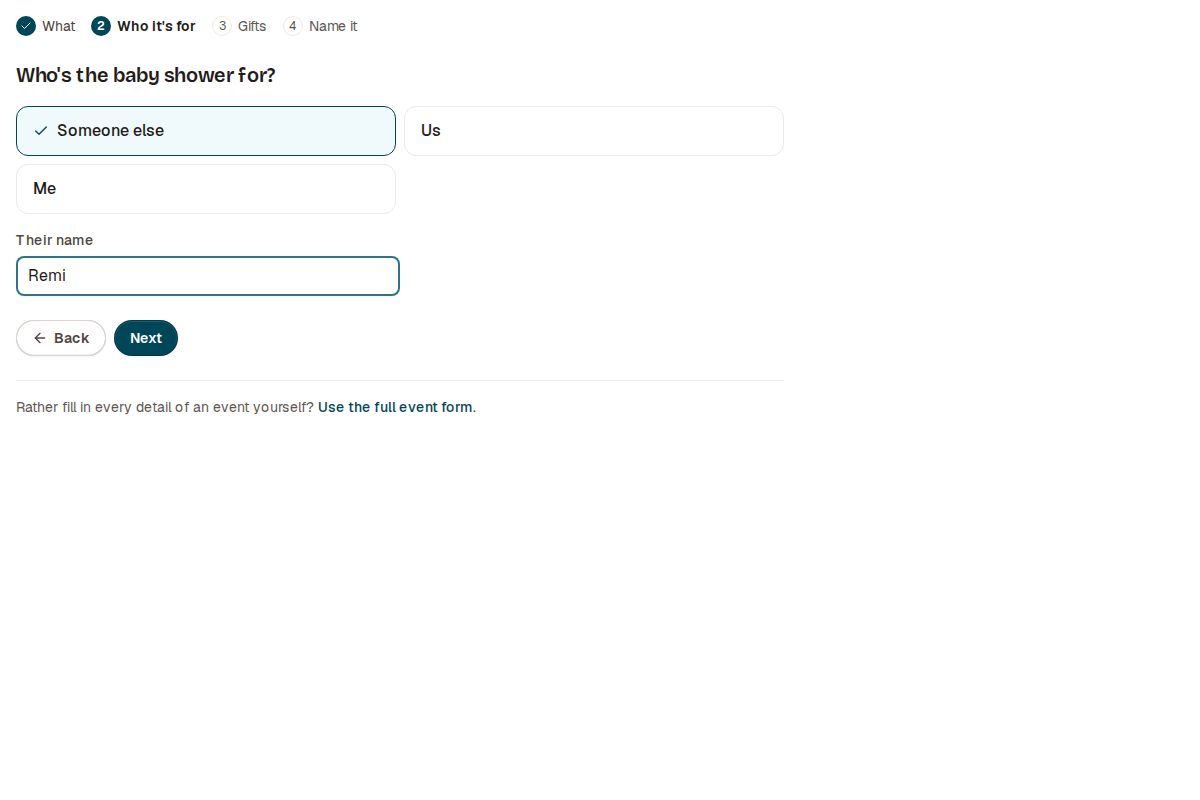 What 2 Who it's for 3 Gifts 4 Name it
Who's the baby shower for?
Someone else
Us
Me
Their name
Remi
Back Next
Rather fill in every detail of an event yourself? Use the full event form.